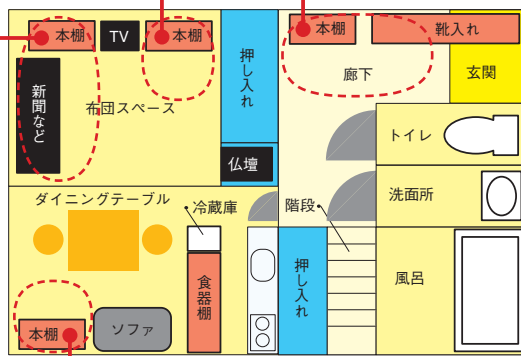 本棚
TV
本棚
押し入れ
本棚
靴入れ
廊下
玄関
新聞など
布団スペース
トイレ
仏壇
洗面所
ダイニングテーブル
冷蔵庫
階段
食器棚
押し入れ
風呂
本棚
ソファ